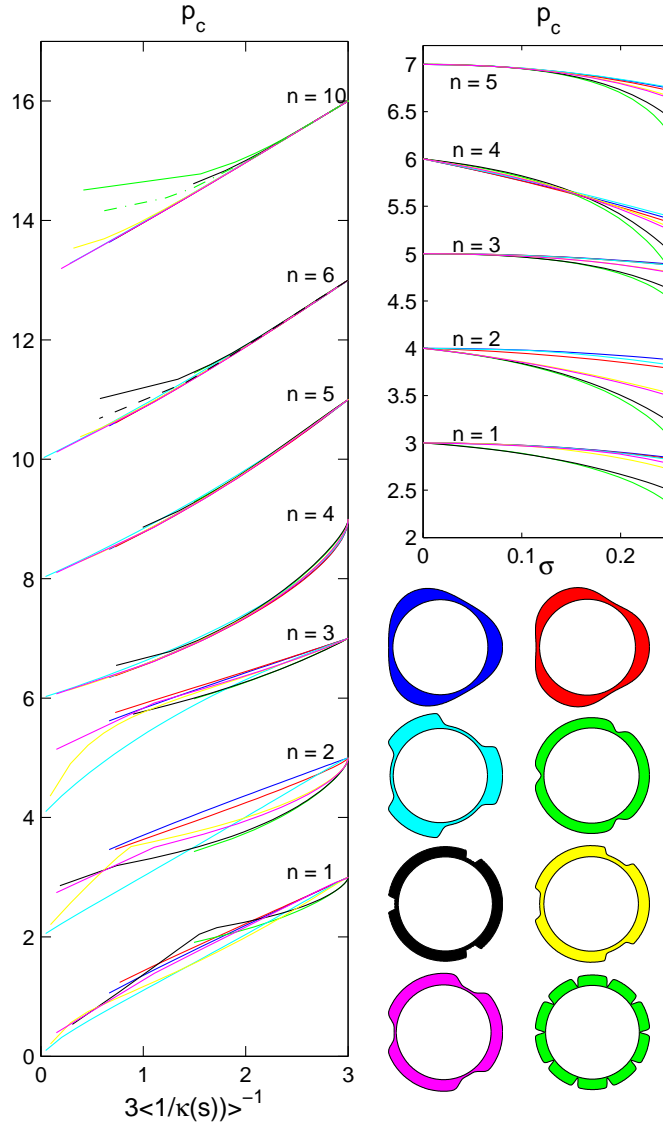 p_c
16
14
12
10
8
6
4
2
0
n = 10
n = 6
n = 5
n = 4
n = 3
n = 2
n = 1
0 1 2 3
3<1/κ(s))>^{-1}
p_c
7
6.5
6
5.5
5
4.5
4
3.5
3
2.5
2
n = 5
n = 4
n = 3
n = 2
n = 1
0 0.1 0.2
σ